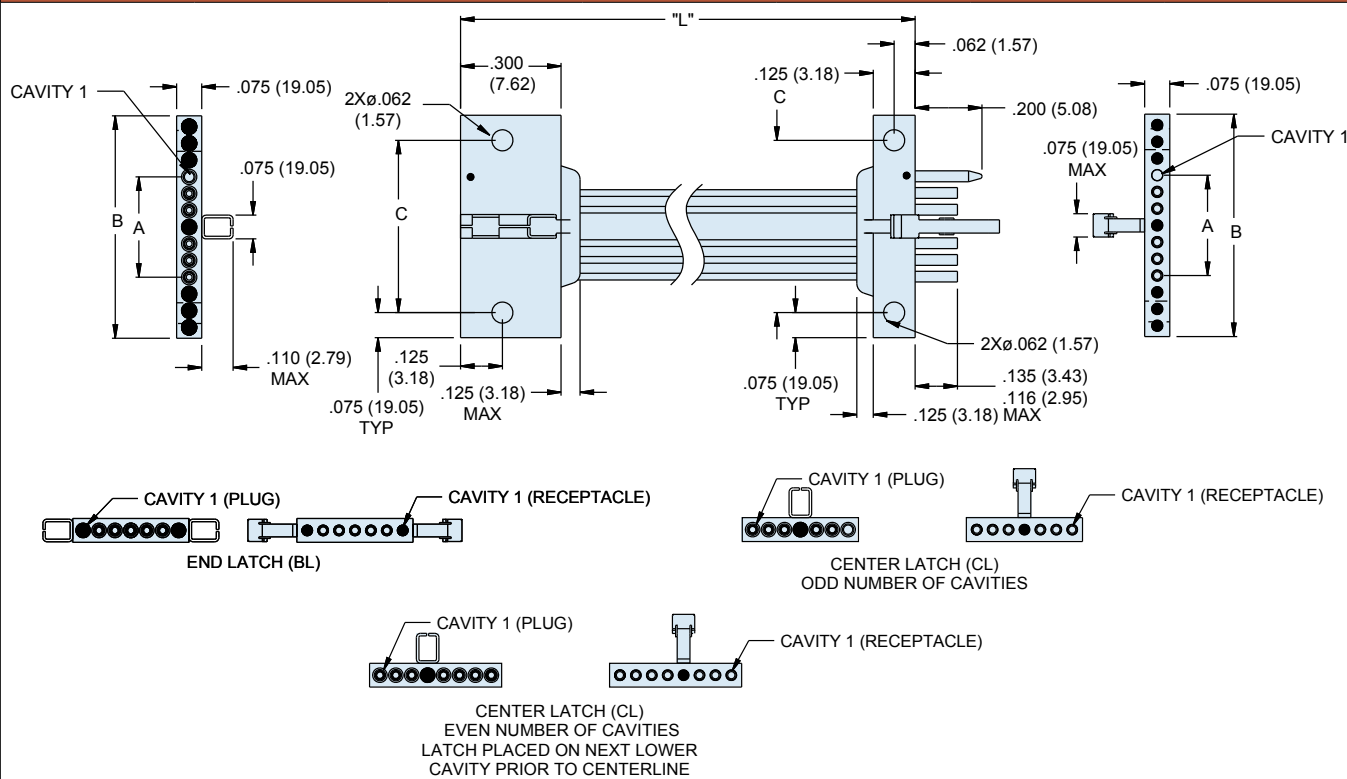 "L"
.062 (1.57)
.300
(7.62)
.125 (3.18)
.075 (19.05)
CAVITY 1
2Xø.062
(1.57)
C
.200 (5.08)
.075 (19.05)
CAVITY 1
.075 (19.05)
.075 (19.05)
MAX
B
A
C
A
B
.110 (2.79)
MAX
.125
(3.18)
.075 (19.05)
TYP
.125 (3.18)
MAX
2Xø.062 (1.57)
.075 (19.05)
TYP
.135 (3.43)
.116 (2.95)
.125 (3.18) MAX
CAVITY 1 (PLUG)
CAVITY 1 (RECEPTACLE)
END LATCH (BL)
CAVITY 1 (PLUG)
CAVITY 1 (RECEPTACLE)
CENTER LATCH (CL)
ODD NUMBER OF CAVITIES
CAVITY 1 (PLUG)
CAVITY 1 (RECEPTACLE)
CENTER LATCH (CL)
EVEN NUMBER OF CAVITIES
LATCH PLACED ON NEXT LOWER
CAVITY PRIOR TO CENTERLINE